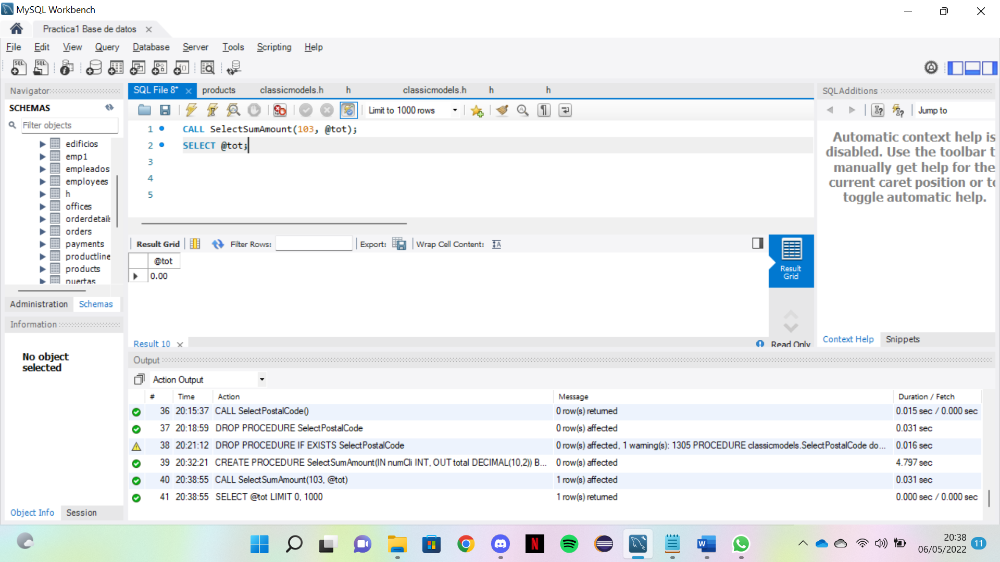 MySQL Workbench
Practica1 Base de datos
File Edit View Query Database Server Tools Scripting Help
Navigator
SCHEMAS
Filter objects
edificios
emp1
empleados
employees
h
offices
orderdetails
orders
payments
productline
products
puertas
Administration Schemas
Information
No object
selected
Object Info Session
SQL File 8* products classicmodels.h h classicmodels.h h h
Limit to 1000 rows
1 CALL SelectSumAmount(103, @tot);
2 SELECT @tot;
3
4
5
Result Grid Filter Rows: Export: Wrap Cell Content:
@tot
0.00
Result
Grid
Result 10 Read Only
SQLAdditions
Jump to
Automatic context help is
disabled. Use the toolbar t
manually get help for the
current caret position or to
toggle automatic help.
Context Help Snippets
Output
Action Output
# Time Action Message Duration / Fetch
36 20:15:37 CALL SelectPostalCode() 0 row(s) returned 0.015 sec / 0.000 sec
37 20:18:59 DROP PROCEDURE SelectPostalCode 0 row(s) affected 0.031 sec
38 20:21:12 DROP PROCEDURE IF EXISTS SelectPostalCode 0 row(s) affected, 1 warning(s): 1305 PROCEDURE classicmodels.SelectPostalCode do... 0.016 sec
39 20:32:21 CREATE PROCEDURE SelectSumAmount(IN numCli INT, OUT total DECIMAL(10,2)) B... 0 row(s) affected 4.797 sec
40 20:38:55 CALL SelectSumAmount(103, @tot) 1 row(s) affected 0.031 sec
41 20:38:55 SELECT @tot LIMIT 0, 1000 1 row(s) returned 0.000 sec / 0.000 sec
20:38
06/05/2022
11